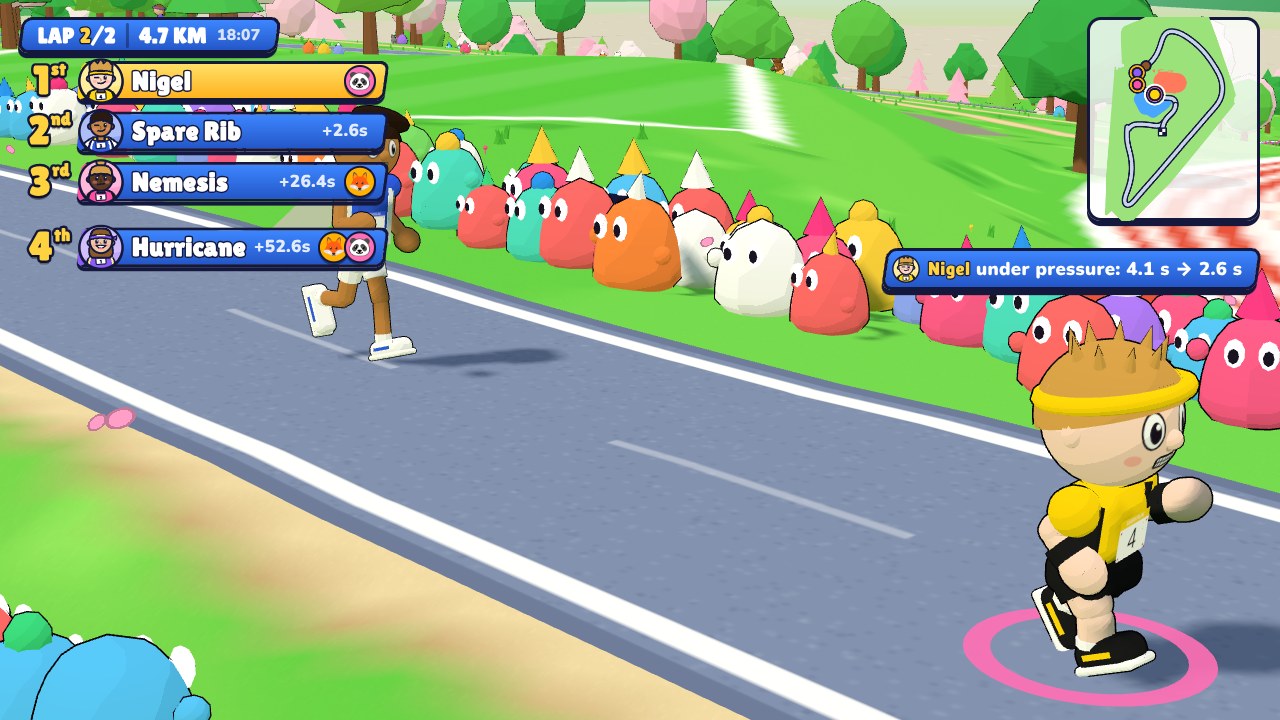 LAP 2/2 4.7 KM 18:07
1st Nigel
2nd Spare Rib +2.6s
3rd Nemesis +26.4s
4th Hurricane +52.6s
Nigel under pressure: 4.1 s → 2.6 s
4